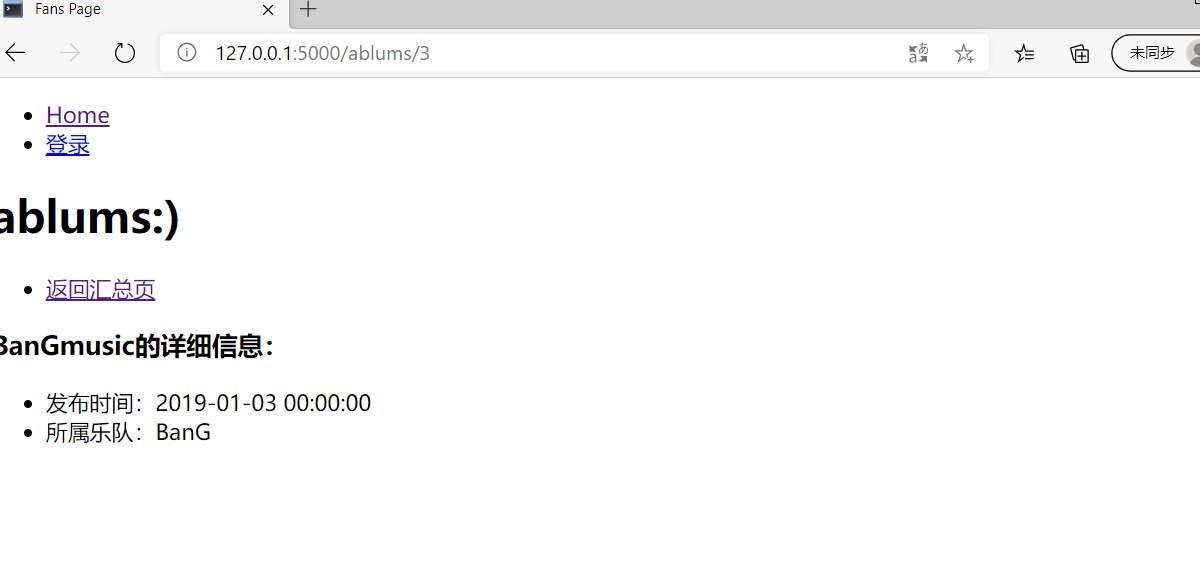 Fans Page
127.0.0.1:5000/ablums/3
未同步
Home
登录
ablums:)
返回汇总页
BanGmusic的详细信息：
发布时间：2019-01-03 00:00:00
所属乐队：BanG